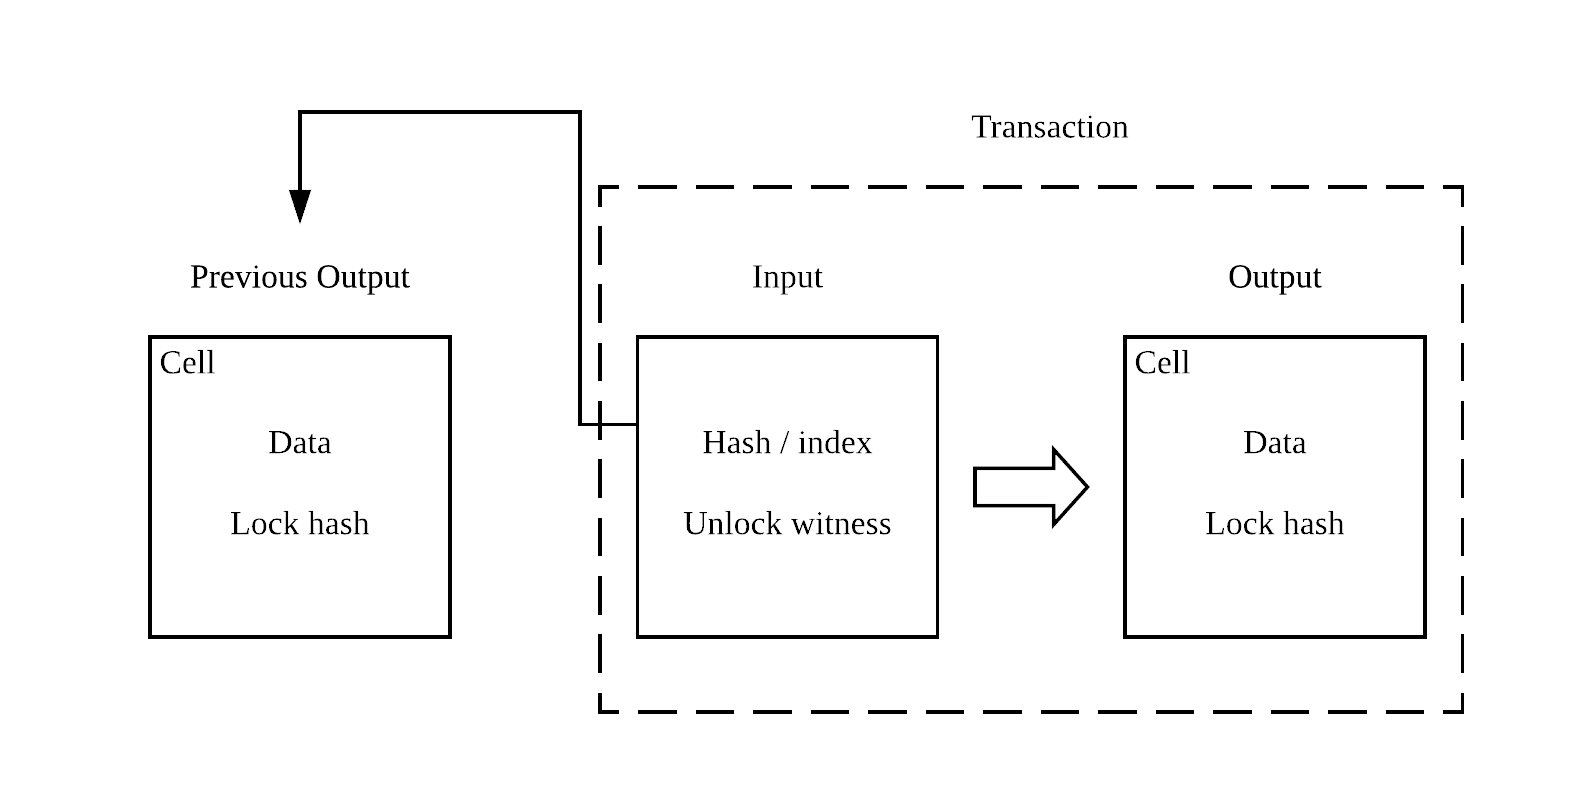 Transaction
Previous Output
Input
Output
Cell
Data
Lock hash
Hash / index
Unlock witness
Cell
Data
Lock hash